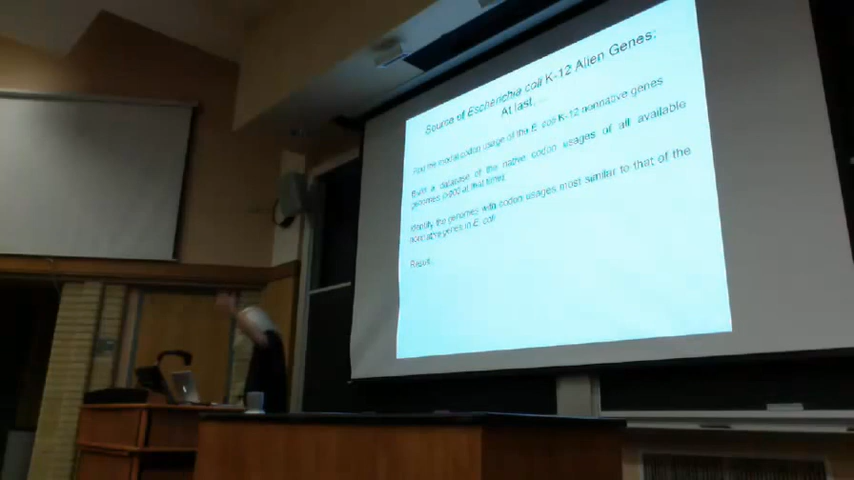 Source of Escherichia coli K-12 Alien Genes:
At last, ...
Find the modal codon usage of the E. coli K-12 nonnative genes
Build a database of the native codon usages of all available
genomes (at that time)
Identify the genomes with codon usages most similar to that of the
nonnative genes in E. coli
Result: